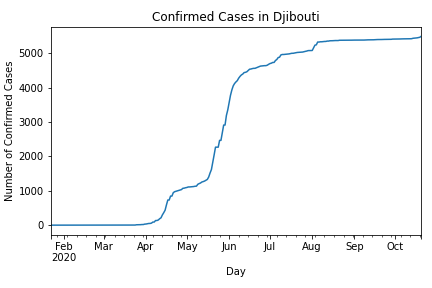 Confirmed Cases in Djibouti
Number of Confirmed Cases
5000
4000
3000
2000
1000
0
Feb Mar Apr May Jun Jul Aug Sep Oct
2020
Day